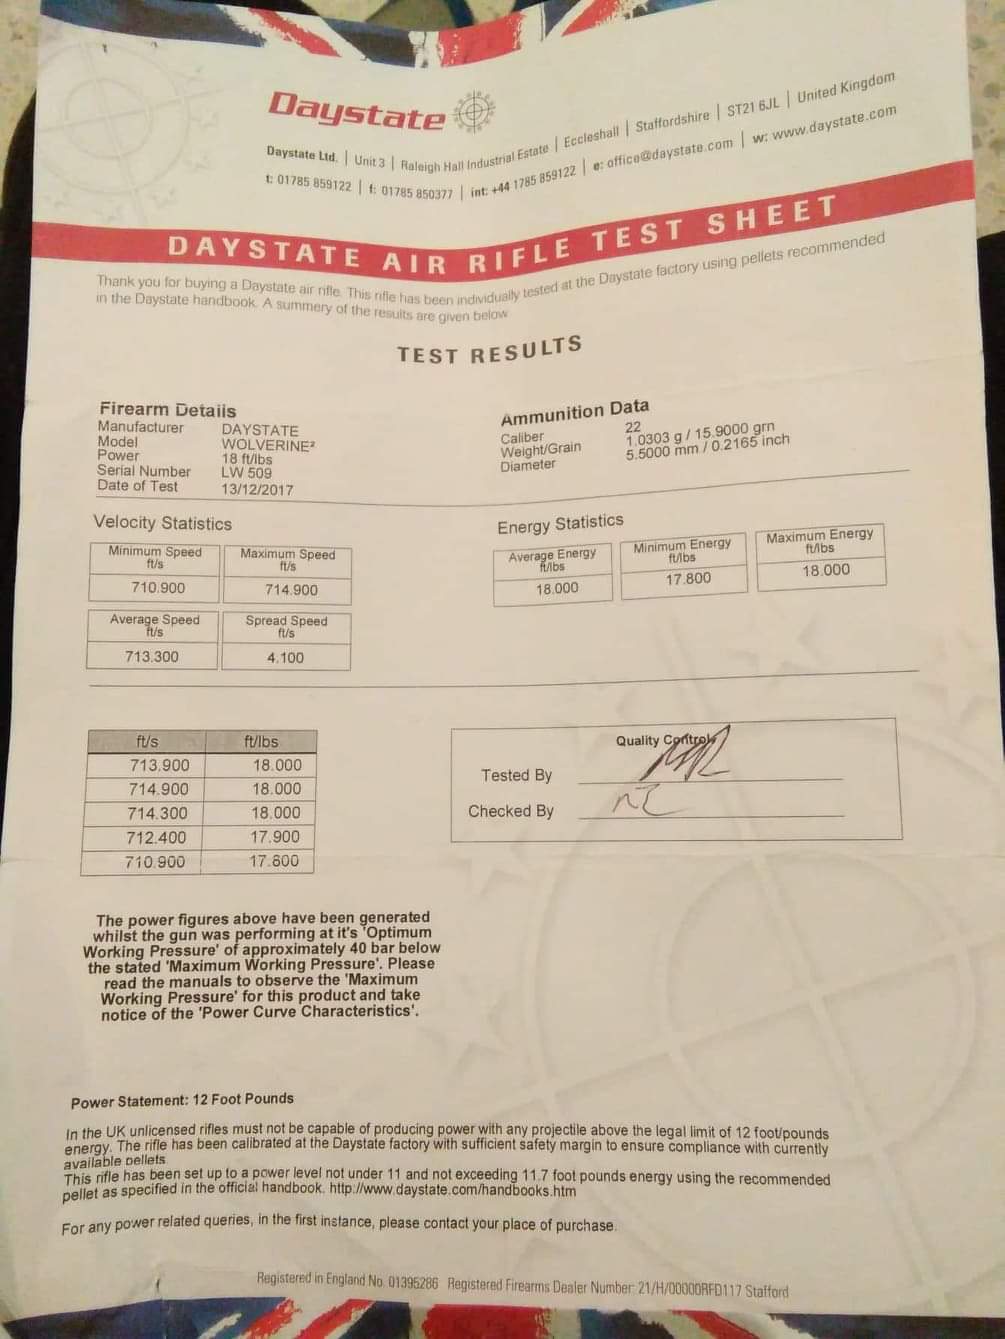 Daystate
Daystate Ltd. | Unit 3 | Raleigh Hall Industrial Estate | Eccleshall | Staffordshire | ST21 6JL | United Kingdom
t: 01785 859122 | f: 01785 850377 | int: +44 1785 859122 | e: office@daystate.com | w: www.daystate.com
DAYSTATE AIR RIFLE TEST SHEET
Thank you for buying a Daystate air rifle. This rifle has been individually tested at the Daystate factory using pellets recommended
in the Daystate handbook. A summery of the results are given below
TEST RESULTS
Firearm Details
Manufacturer DAYSTATE
Model WOLVERINE²
Power 18 ft/lbs
Serial Number LW 509
Date of Test 13/12/2017
Ammunition Data
Caliber 22
Weight/Grain 1.0303 g / 15.9000 grn
Diameter 5.5000 mm / 0.2165 inch
Velocity Statistics
Minimum Speed Maximum Speed
ft/s ft/s
710.900 714.900
Average Speed Spread Speed
ft/s ft/s
713.300 4.100
Energy Statistics
Average Energy Minimum Energy Maximum Energy
ft/lbs ft/lbs ft/lbs
18.000 17.800 18.000
ft/s ft/lbs
713.900 18.000
714.900 18.000
714.300 18.000
712.400 17.900
710.900 17.800
Quality Control
Tested By
Checked By
The power figures above have been generated
whilst the gun was performing at it's 'Optimum
Working Pressure' of approximately 40 bar below
the stated 'Maximum Working Pressure'. Please
read the manuals to observe the 'Maximum
Working Pressure' for this product and take
notice of the 'Power Curve Characteristics'.
Power Statement: 12 Foot Pounds
In the UK unlicensed rifles must not be capable of producing power with any projectile above the legal limit of 12 foot/pounds
energy. The rifle has been calibrated at the Daystate factory with sufficient safety margin to ensure compliance with currently
available pellets
This rifle has been set up to a power level not under 11 and not exceeding 11.7 foot pounds energy using the recommended
pellet as specified in the official handbook. http://www.daystate.com/handbooks.htm
For any power related queries, in the first instance, please contact your place of purchase.
Registered in England No. 01395286 Registered Firearms Dealer Number: 21/H/00000RFD117 Stafford